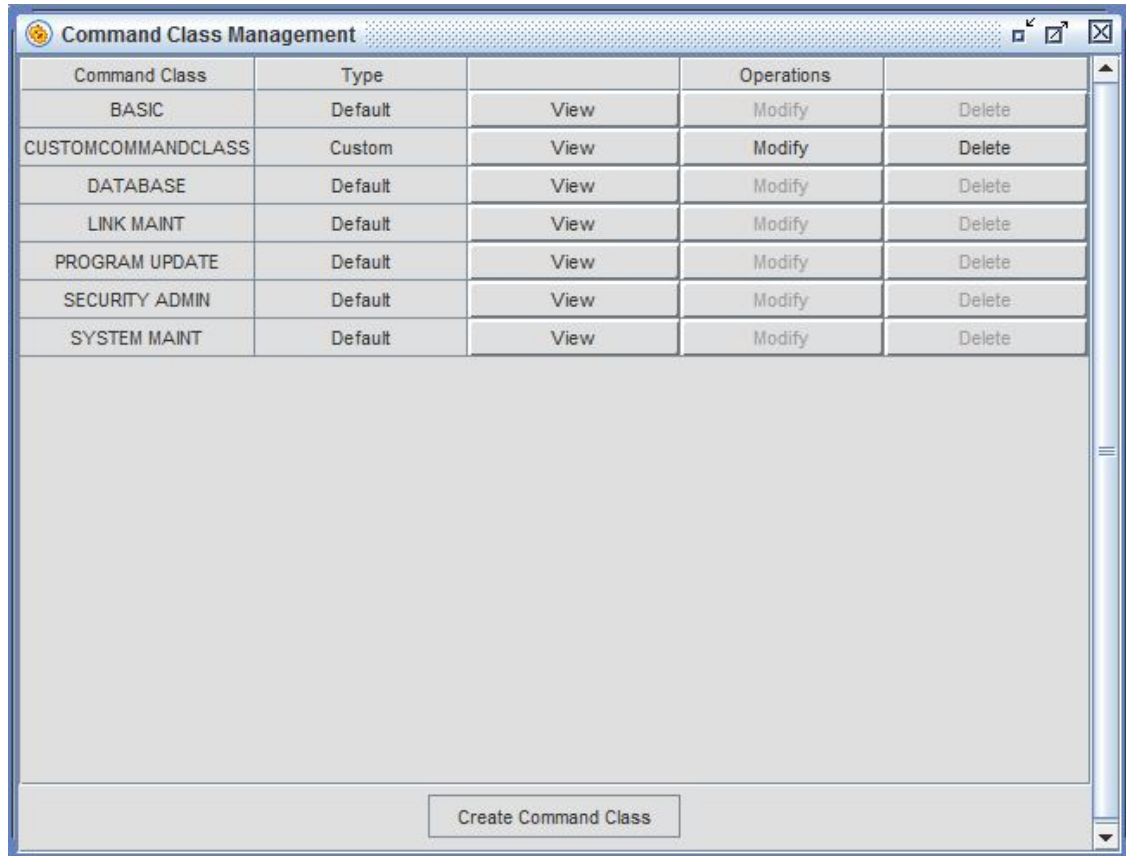 Command Class Management
Command Class Type Operations
BASIC Default View Modify Delete
CUSTOMCOMMANDCLASS Custom View Modify Delete
DATABASE Default View Modify Delete
LINK MAINT Default View Modify Delete
PROGRAM UPDATE Default View Modify Delete
SECURITY ADMIN Default View Modify Delete
SYSTEM MAINT Default View Modify Delete
Create Command Class